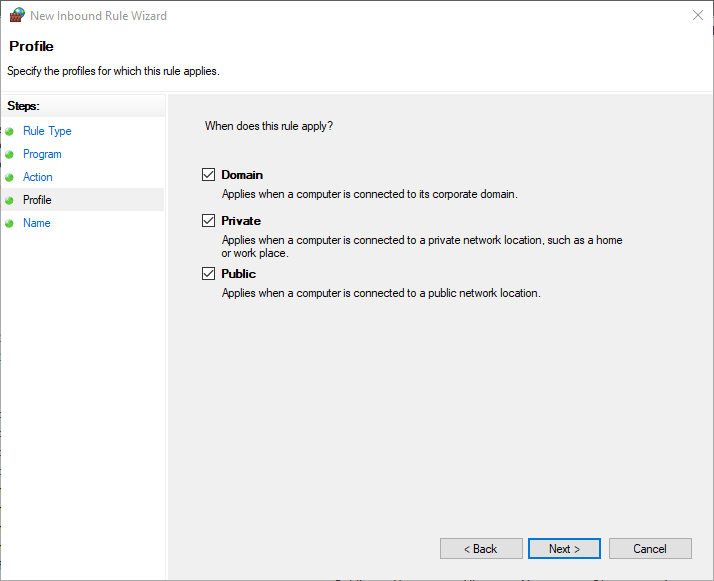 New Inbound Rule Wizard
Profile
Specify the profiles for which this rule applies.
Steps:
Rule Type
Program
Action
Profile
Name
When does this rule apply?
Domain
Applies when a computer is connected to its corporate domain.
Private
Applies when a computer is connected to a private network location, such as a home
or work place.
Public
Applies when a computer is connected to a public network location.
< Back
Next >
Cancel